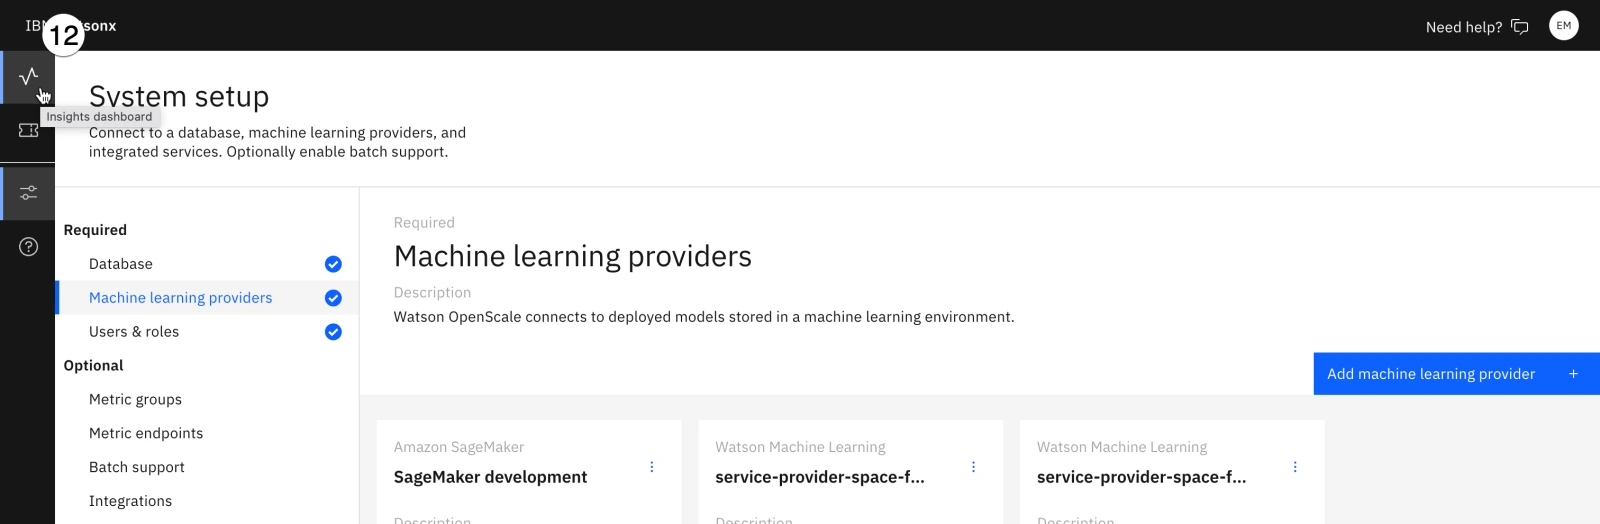 IBM
sonx
12
Need help?
EM
System setup
Insights dashboard
Connect to a database, machine learning providers, and
integrated services. Optionally enable batch support.
Required
Database
Machine learning providers
Users & roles
Optional
Metric groups
Metric endpoints
Batch support
Integrations
Required
Machine learning providers
Description
Watson OpenScale connects to deployed models stored in a machine learning environment.
Add machine learning provider +
Amazon SageMaker
SageMaker development
Description
Watson Machine Learning
service-provider-space-f...
Description
Watson Machine Learning
service-provider-space-f...
Description